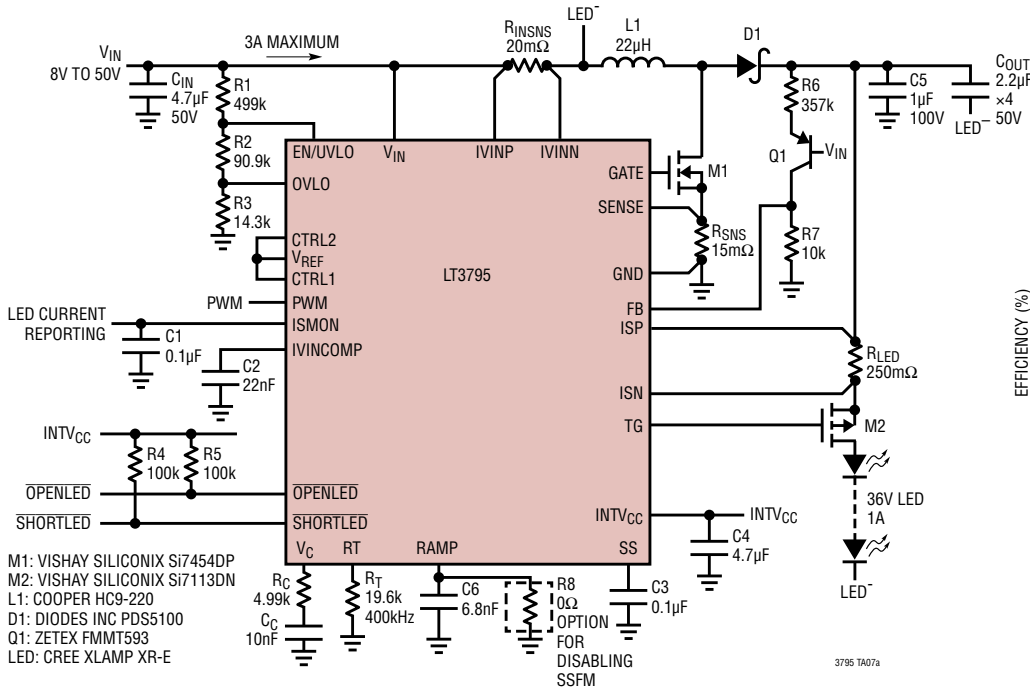 VIN
8V TO 50V
3A MAXIMUM
CIN
4.7µF
50V
R1
499k
R2
90.9k
R3
14.3k
RINSNS
20mΩ
LED-
L1
22µH
D1
R6
357k
C5
1µF
100V
COUT
2.2µF
×4
50V
LED-
Q1
VIN
R7
10k
EN/UVLO
VIN
IVINP
IVINN
OVLO
GATE
M1
SENSE
RSNS
15mΩ
GND
FB
CTRL2
VREF
CTRL1
LT3795
PWM
PWM
LED CURRENT
REPORTING
ISMON
C1
0.1µF
IVINCOMP
C2
22nF
ISP
RLED
250mΩ
ISN
TG
M2
EFFICIENCY (%)
INTVCC
R4
100k
R5
100k
OPENLED
OPENLED
SHORTLED
SHORTLED
36V LED
1A
LED-
INTVCC
INTVCC
C4
4.7µF
VC
RT
RAMP
SS
RC
4.99k
CC
10nF
RT
19.6k
400kHz
C6
6.8nF
R8
0Ω
OPTION
FOR
DISABLING
SSFM
C3
0.1µF
M1: VISHAY SILICONIX Si7454DP
M2: VISHAY SILICONIX Si7113DN
L1: COOPER HC9-220
D1: DIODES INC PDS5100
Q1: ZETEX FMMT593
LED: CREE XLAMP XR-E
3795 TA07a